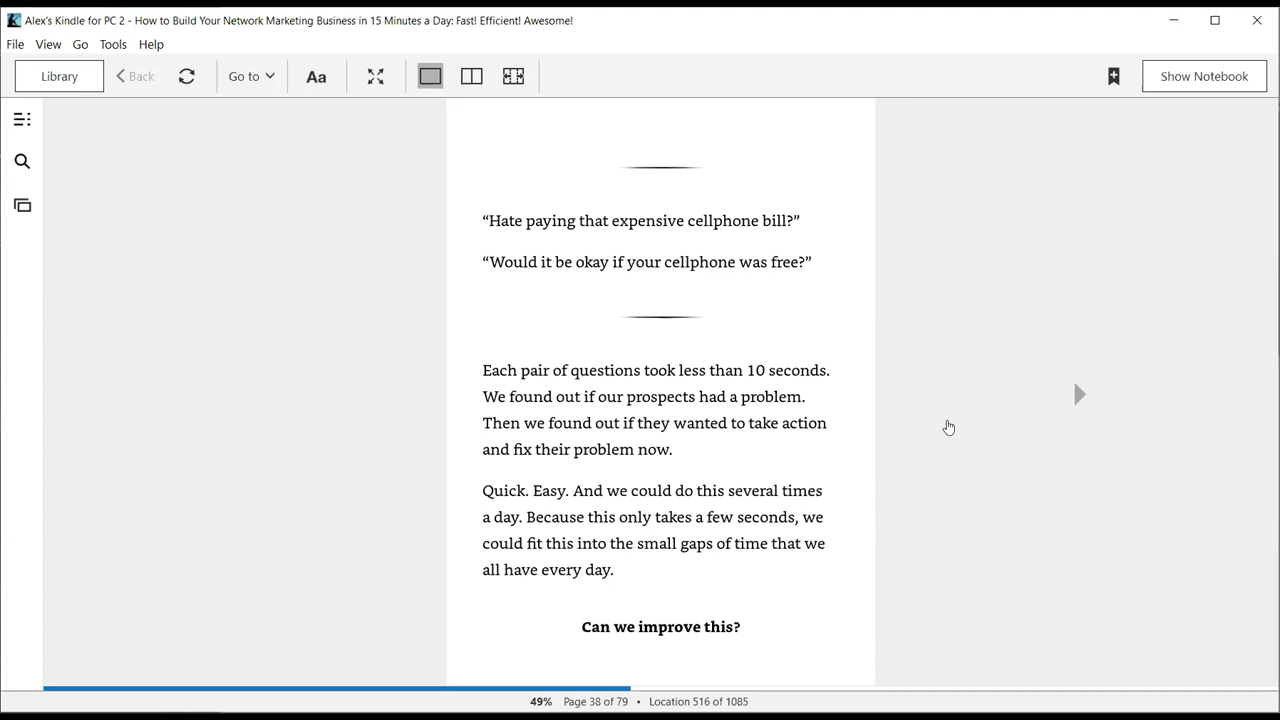 Alex's Kindle for PC 2 - How to Build Your Network Marketing Business in 15 Minutes a Day: Fast! Efficient! Awesome!
File View Go Tools Help
Library Back Go to Aa Show Notebook
“Hate paying that expensive cellphone bill?”
“Would it be okay if your cellphone was free?”
Each pair of questions took less than 10 seconds.
We found out if our prospects had a problem.
Then we found out if they wanted to take action
and fix their problem now.
Quick. Easy. And we could do this several times
a day. Because this only takes a few seconds, we
could fit this into the small gaps of time that we
all have every day.
Can we improve this?
49% Page 38 of 79 • Location 516 of 1085